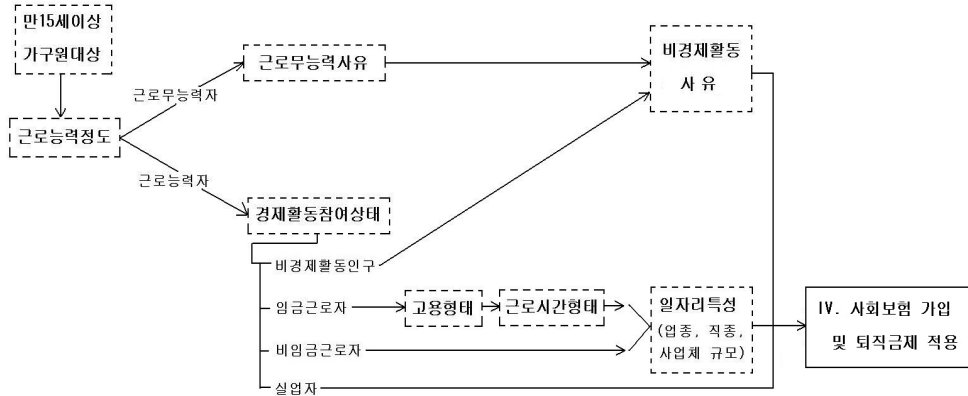 만15세이상
가구원대상
근로능력정도
근로무능력자
근로능력자
근로무능력사유
비경제활동
사 유
경제활동참여상태
비경제활동인구
임금근로자
고용형태
근로시간형태
비임금근로자
실업자
일자리특성
(업종, 직종,
사업체 규모)
IV. 사회보험 가입
및 퇴직금제 적용